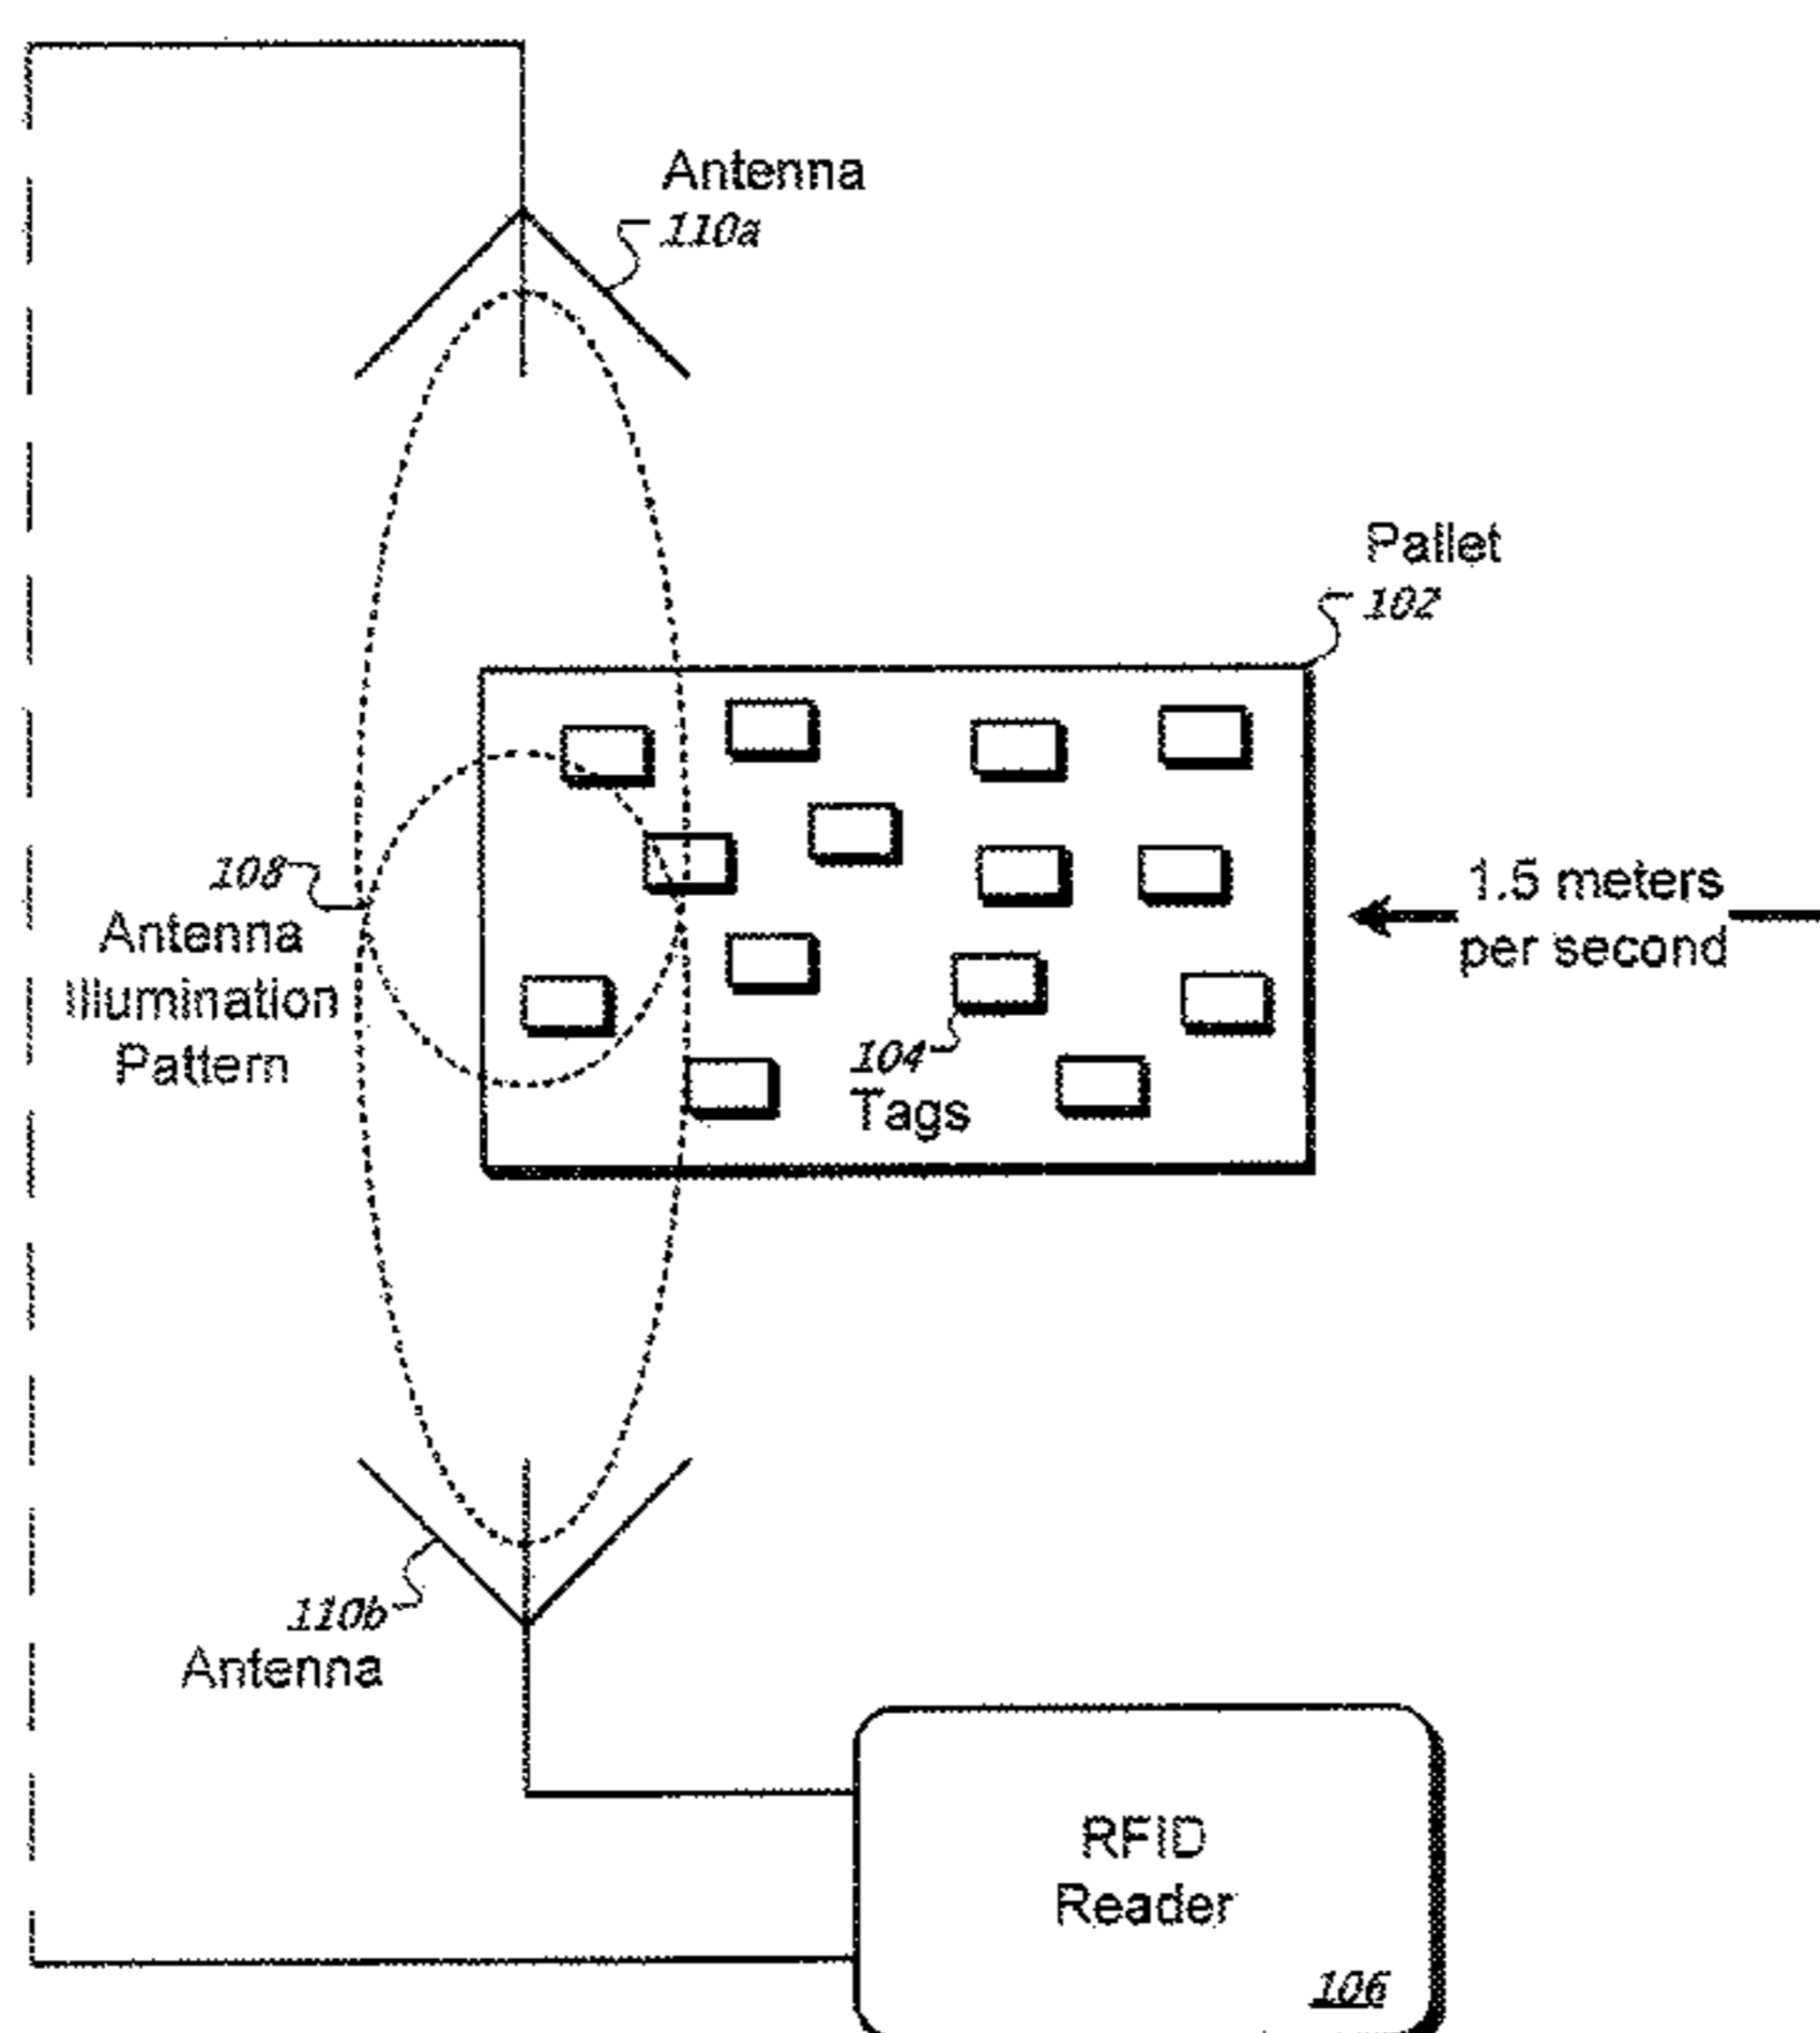 Antenna
110a
Pallet
102
108
Antenna
Illumination
Pattern
1.5 meters
per second
104
Tags
110b
Antenna
RFID
Reader
106